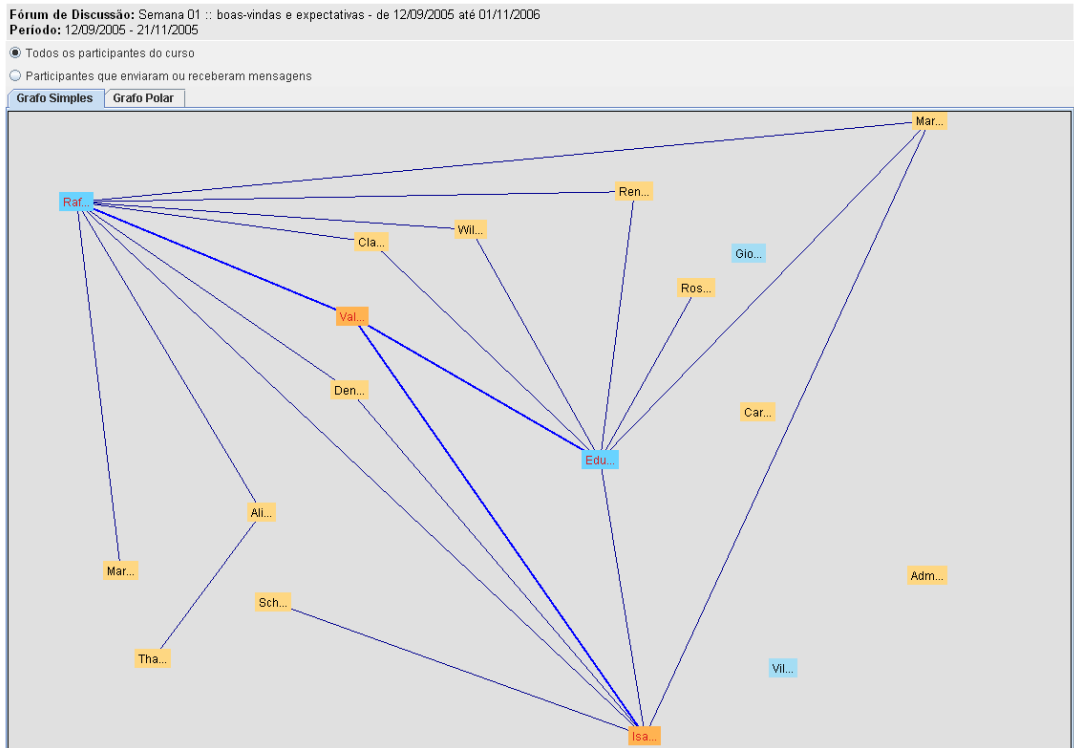 Fórum de Discussão: Semana 01 :: boas-vindas e expectativas - de 12/09/2005 até 01/11/2006
Período: 12/09/2005 - 21/11/2005
Todos os participantes do curso
Participantes que enviaram ou receberam mensagens
Grafo Simples Grafo Polar
Mar...
Ren...
Raf...
Wil...
Cla...
Gio...
Ros...
Val...
Den...
Car...
Edu...
Ali...
Mar...
Adm...
Sch...
Tha...
Vil...
Isa...